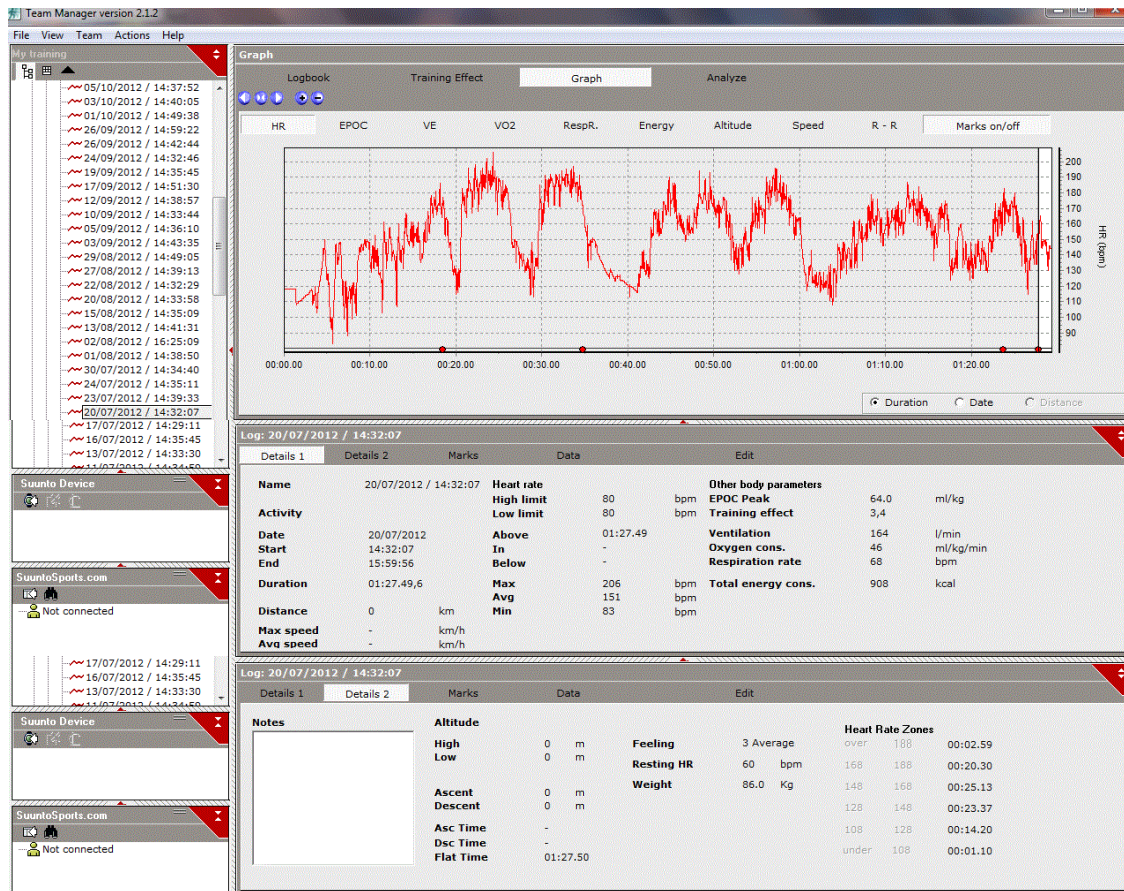 Team Manager version 2.1.2
File View Team Actions Help
My training
05/10/2012 / 14:37:52
03/10/2012 / 14:40:05
01/10/2012 / 14:49:38
26/09/2012 / 14:59:22
26/09/2012 / 14:42:44
24/09/2012 / 14:32:46
19/09/2012 / 14:35:45
17/09/2012 / 14:51:30
12/09/2012 / 14:38:57
10/09/2012 / 14:33:44
05/09/2012 / 14:36:10
03/09/2012 / 14:43:35
29/08/2012 / 14:49:05
27/08/2012 / 14:39:13
22/08/2012 / 14:32:29
20/08/2012 / 14:33:58
15/08/2012 / 14:35:09
13/08/2012 / 14:41:31
02/08/2012 / 16:25:09
01/08/2012 / 14:38:50
30/07/2012 / 14:34:40
24/07/2012 / 14:35:11
23/07/2012 / 14:39:33
20/07/2012 / 14:32:07
17/07/2012 / 14:29:11
16/07/2012 / 14:35:45
13/07/2012 / 14:33:30
11/07/2012 / 14:34:50
Suunto Device
SuuntoSports.com
Not connected
17/07/2012 / 14:29:11
16/07/2012 / 14:35:45
13/07/2012 / 14:33:30
11/07/2012 / 14:34:50
Suunto Device
SuuntoSports.com
Not connected
Graph
Logbook Training Effect Graph Analyze
HR EPOC VE VO2 RespR. Energy Altitude Speed R - R Marks on/off
200
190
180
170
160
150
140
130
120
110
100
90
HR (bpm)
00:00.00 00:10.00 00:20.00 00:30.00 00:40.00 00:50.00 01:00.00 01:10.00 01:20.00
Duration Date Distance
Log: 20/07/2012 / 14:32:07
Details 1 Details 2 Marks Data Edit
Name 20/07/2012 / 14:32:07 Heart rate Other body parameters
High limit 80 bpm EPOC Peak 64.0 ml/kg
Activity Low limit 80 bpm Training effect 3,4
Date 20/07/2012 Above 01:27.49 Ventilation 164 l/min
Start 14:32:07 In - Oxygen cons. 46 ml/kg/min
End 15:59:56 Below - Respiration rate 68 bpm
Duration 01:27.49,6 Max 206 bpm Total energy cons. 908 kcal
Avg 151 bpm
Distance 0 km Min 83 bpm
Max speed - km/h
Avg speed - km/h
Log: 20/07/2012 / 14:32:07
Details 1 Details 2 Marks Data Edit
Notes Altitude Heart Rate Zones
High 0 m Feeling 3 Average over 188 00:02.59
Low 0 m Resting HR 60 bpm 168 188 00:20.30
Weight 86.0 Kg 148 168 00:25.13
Ascent 0 m
Descent 0 m 128 148 00:23.37
Asc Time - 108 128 00:14.20
Dsc Time -
Flat Time 01:27.50 under 108 00:01.10